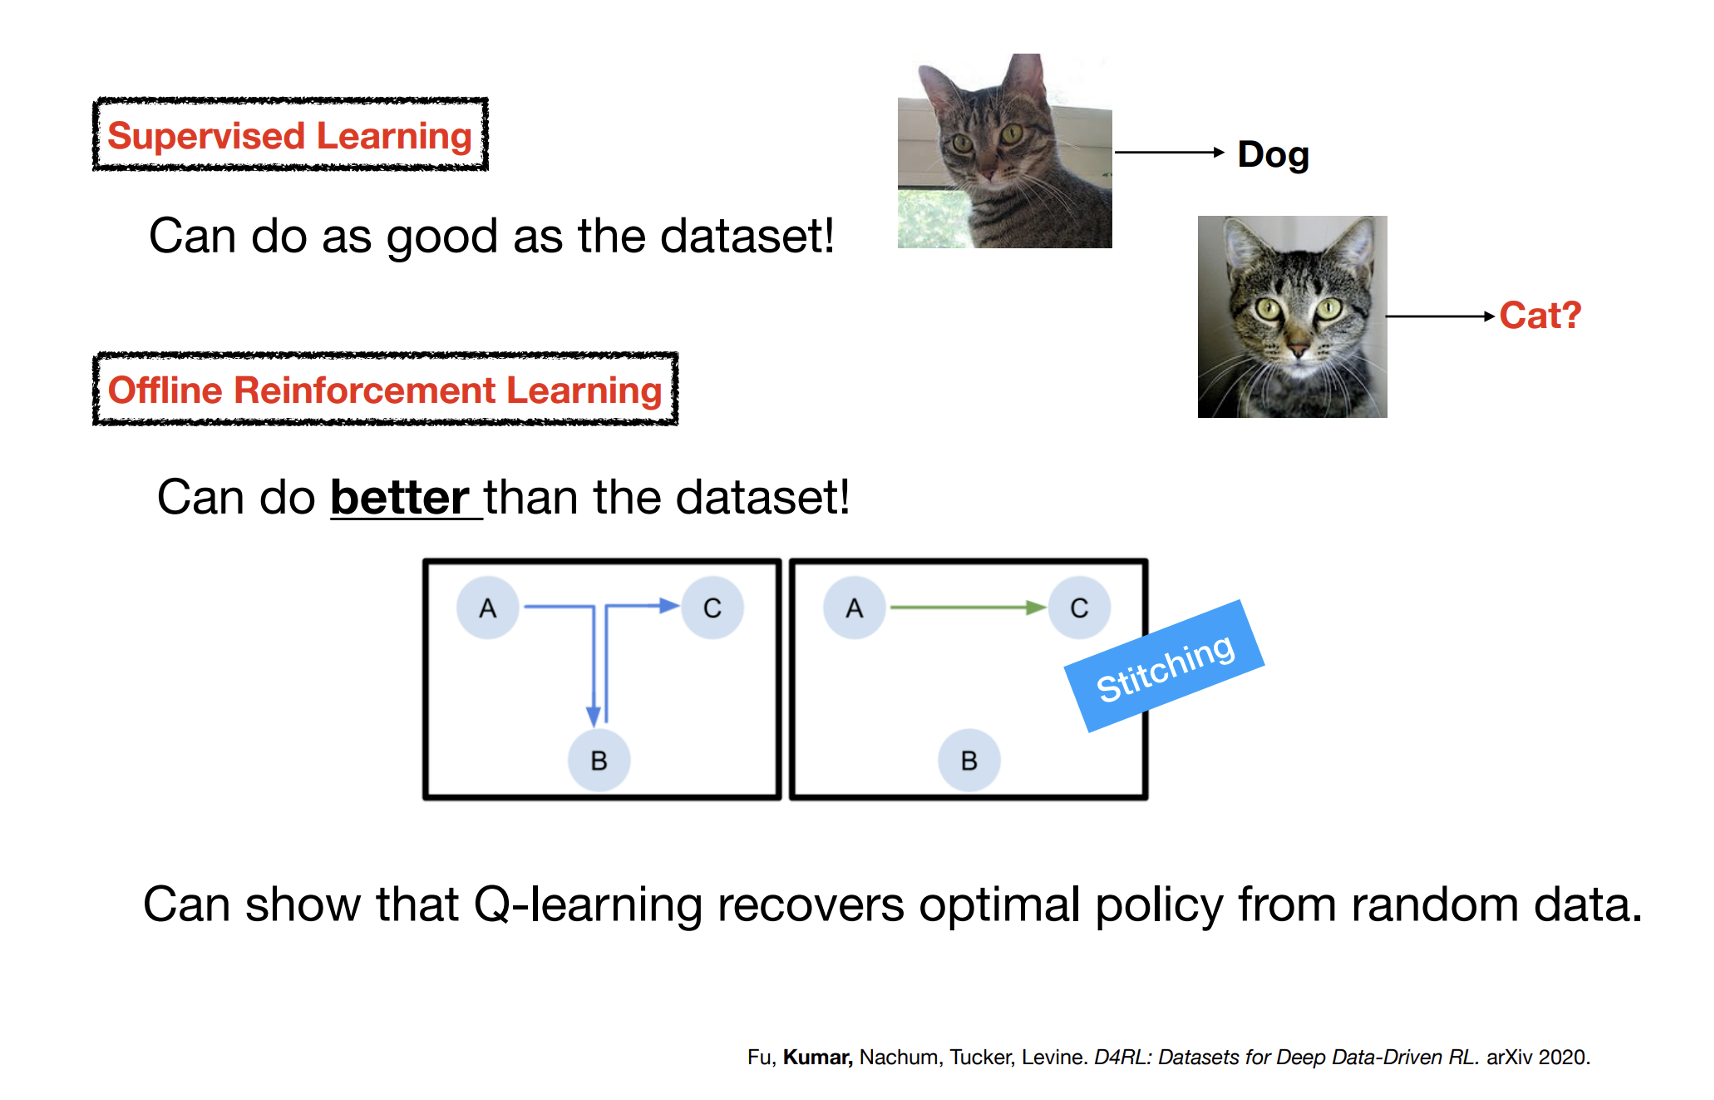 Supervised Learning
Dog
Can do as good as the dataset!
Cat?
Offline Reinforcement Learning
Can do better than the dataset!
A
C
B
A
C
B
Stitching
Can show that Q-learning recovers optimal policy from random data.
Fu, Kumar, Nachum, Tucker, Levine. D4RL: Datasets for Deep Data-Driven RL. arXiv 2020.